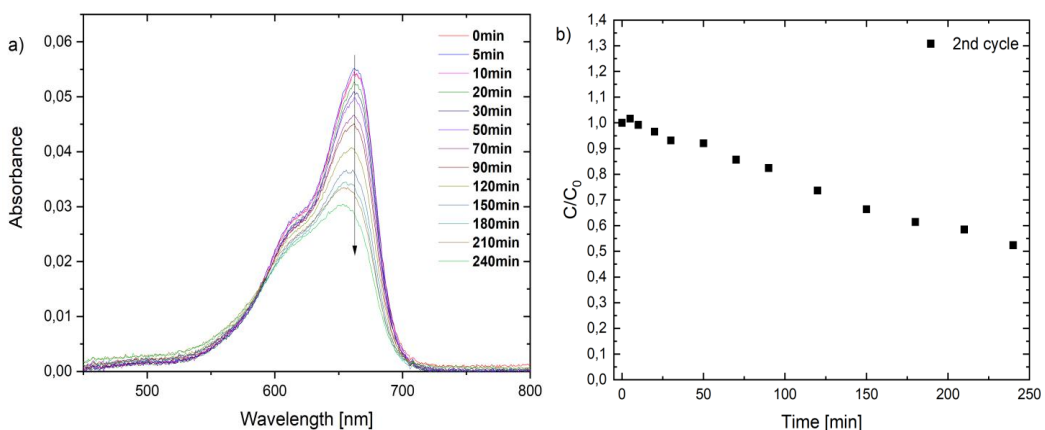 a)
0,06
0,05
0,04
0,03
0,02
0,01
0,00
Absorbance
500
600
700
800
Wavelength [nm]
0min
5min
10min
20min
30min
50min
70min
90min
120min
150min
180min
210min
240min
b)
1,4
1,3
1,2
1,1
1,0
0,9
0,8
0,7
0,6
0,5
0,4
0,3
0,2
0,1
0,0
C/C0
0
50
100
150
200
250
Time [min]
2nd cycle